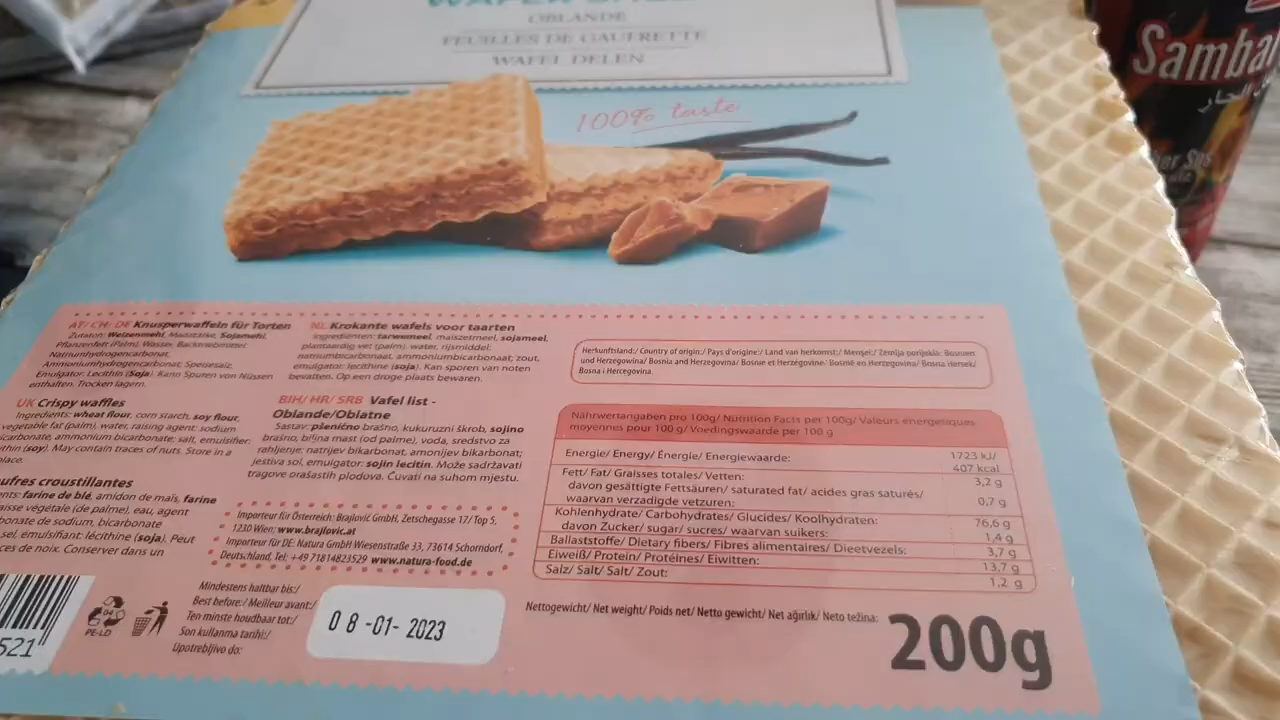 OBLANDE
FEUILLES DE GAUFRETTE
WAFEL DELEN
100% taste
Sambal
AT/ CH/ DE Knusperwaffeln für Torten
Zutaten: Weizenmehl, Maisstärke, Sojamehl,
Pflanzenfett (Palm), Wasser, Backtriebmittel:
Natriumhydrogencarbonat,
Ammoniumhydrogencarbonat, Speisesalz,
Emulgator: Lecithin (Soja). Kann Spuren von Nüssen
enthalten. Trocken lagern.
NL Krokante wafels voor taarten
Ingrediënten: tarwemeel, maiszetmeel, sojameel,
plantaardig vet (palm), water, rijsmiddel:
natriumbicarbonaat, ammoniumbicarbonaat; zout,
emulgator: lecithine (soja). Kan sporen van noten
bevatten. Op een droge plaats bewaren.
UK Crispy waffles
Ingredients: wheat flour, corn starch, soy flour,
vegetable fat (palm), water, raising agent: sodium
icarbonate, ammonium bicarbonate; salt, emulsifier:
thin (soy). May contain traces of nuts. Store in a
place.
BIH/ HR/ SRB Vafel list -
Oblande/Oblatne
Sastav: pšenično brašno, kukuruzni škrob, sojino
brašno, biljna mast (od palme), voda, sredstvo za
rahljenje: natrijev bikarbonat, amonijev bikarbonat;
jestiva sol, emulgator: sojin lecitin. Može sadržavati
tragove orašastih plodova. Čuvati na suhom mjestu.
ufres croustillantes
nts: farine de blé, amidon de maïs, farine
aisse végétale (de palme), eau, agent
bonate de sodium, bicarbonate
sel, emulsifiant: lécithine (soja). Peut
ces de noix. Conserver dans un
Importeur für Österreich: Brajlović GmbH, Zetschegasse 17/ Top 5,
1230 Wien; www.brajlovic.at
Importeur für DE: Natura GmbH Wiesenstraße 33, 73614 Schorndorf,
Deutschland, Tel: +49 71814823529 www.natura-food.de
Herkunftsland:/ Country of origin:/ Pays d'origine:/ Land van herkomst:/ Menşei:/ Zemlja porijekla: Bosnien
und Herzegowina/ Bosnia and Herzegovina/ Bosnie et Herzégovine/ Bosnië en Herzegovina/ Bosna Hersek/
Bosna i Hercegovina.
Nährwertangaben pro 100g/ Nutrition Facts per 100g/ Valeurs énergetiques
moyennes pour 100 g/ Voedingswaarde per 100 g
Energie/ Energy/ Énergie/ Energiewaarde: 1723 kJ/
407 kcal
Fett/ Fat/ Graisses totales/ Vetten: 3,2 g
davon gesättigte Fettsäuren/ saturated fat/ acides gras saturés/
waarvan verzadigde vetzuren: 0,7 g
Kohlenhydrate/ Carbohydrates/ Glucides/ Koolhydraten: 76,6 g
davon Zucker/ sugar/ sucres/ waarvan suikers: 1,4 g
Ballaststoffe/ Dietary fibers/ Fibres alimentaires/ Dieetvezels: 3,7 g
Eiweiß/ Protein/ Protéines/ Eiwitten: 13,7 g
Salz/ Salt/ Salt/ Zout: 1,2 g
521
PE-LD
Mindestens haltbar bis:/
Best before:/ Meilleur avant:/
Ten minste houdbaar tot:/
Son kullanma tarihi:/
Upotrebljivo do:
08-01-2023
Nettogewicht/ Net weight/ Poids net/ Netto gewicht/ Net ağırlık/ Neto težina:
200g